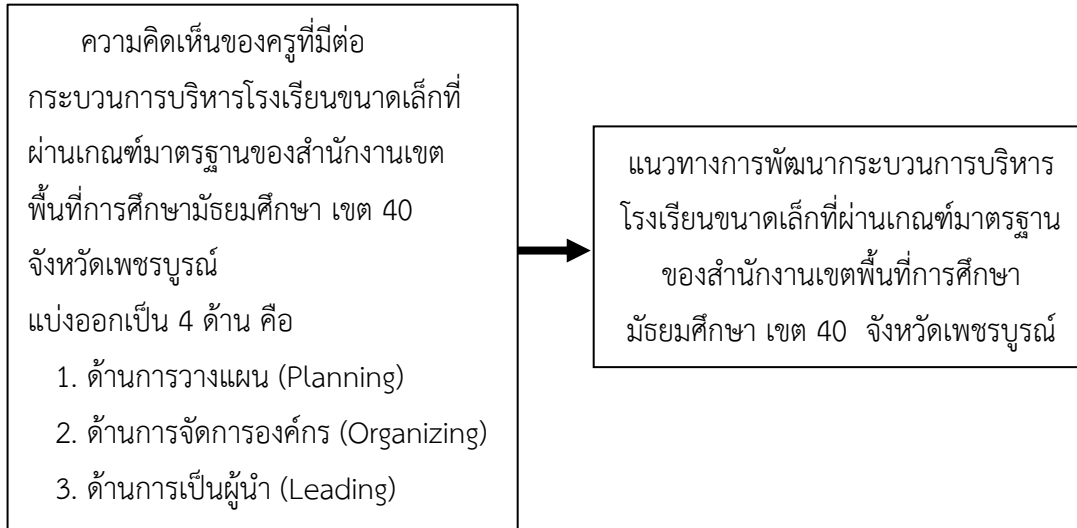 ความคิดเห็นของครูที่มีต่อ
กระบวนการบริหารโรงเรียนขนาดเล็กที่
ผ่านเกณฑ์มาตรฐานของสำนักงานเขต
พื้นที่การศึกษามัธยมศึกษา เขต 40
จังหวัดเพชรบูรณ์
แบ่งออกเป็น 4 ด้าน คือ
1. ด้านการวางแผน (Planning)
2. ด้านการจัดการองค์กร (Organizing)
3. ด้านการเป็นผู้นำ (Leading)
แนวทางการพัฒนากระบวนการบริหาร
โรงเรียนขนาดเล็กที่ผ่านเกณฑ์มาตรฐาน
ของสำนักงานเขตพื้นที่การศึกษา
มัธยมศึกษา เขต 40 จังหวัดเพชรบูรณ์